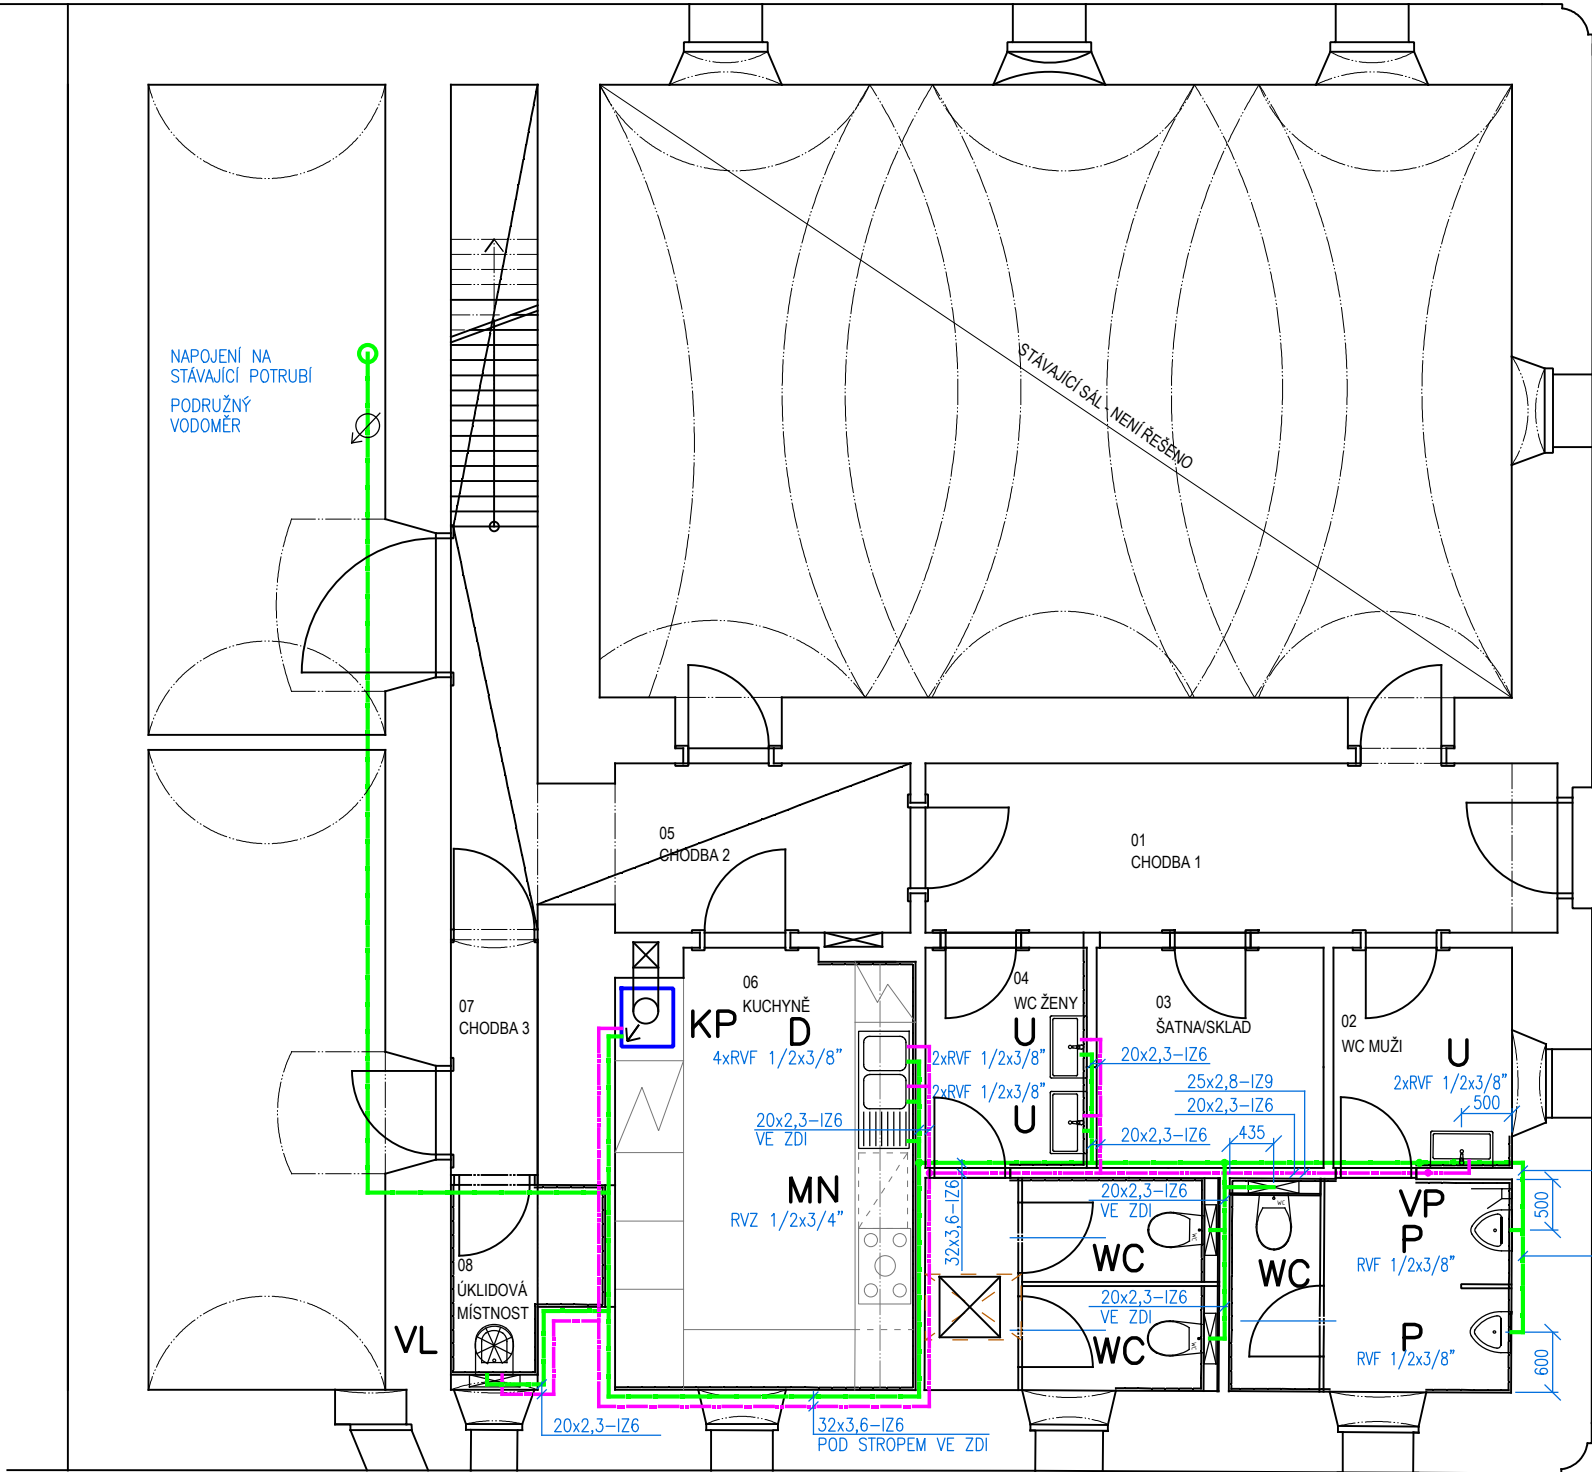 NAPOJENÍ NA
STÁVAJÍCÍ POTRUBÍ
PODRUŽNÝ
VODOMĚR
STÁVAJÍCÍ SÁL - NENÍ ŘEŠENO
05
CHODBA 2
01
CHODBA 1
07
CHODBA 3
06
KUCHYNĚ
KP
D
4xRVF 1/2x3/8"
20x2,3-IZ6
VE ZDI
MN
RVZ 1/2x3/4"
04
WC ŽENY
U
2xRVF 1/2x3/8"
2xRVF 1/2x3/8"
U
03
ŠATNA/SKLAD
20x2,3-IZ6
25x2,8-IZ9
20x2,3-IZ6
20x2,3-IZ6
435
02
WC MUŽI
U
2xRVF 1/2x3/8"
500
32x3,6-IZ6
20x2,3-IZ6
VE ZDI
WC
20x2,3-IZ6
VE ZDI
WC
WC
VP
P
RVF 1/2x3/8"
P
RVF 1/2x3/8"
500
600
08
ÚKLIDOVÁ
MÍSTNOST
VL
20x2,3-IZ6
32x3,6-IZ6
POD STROPEM VE ZDI